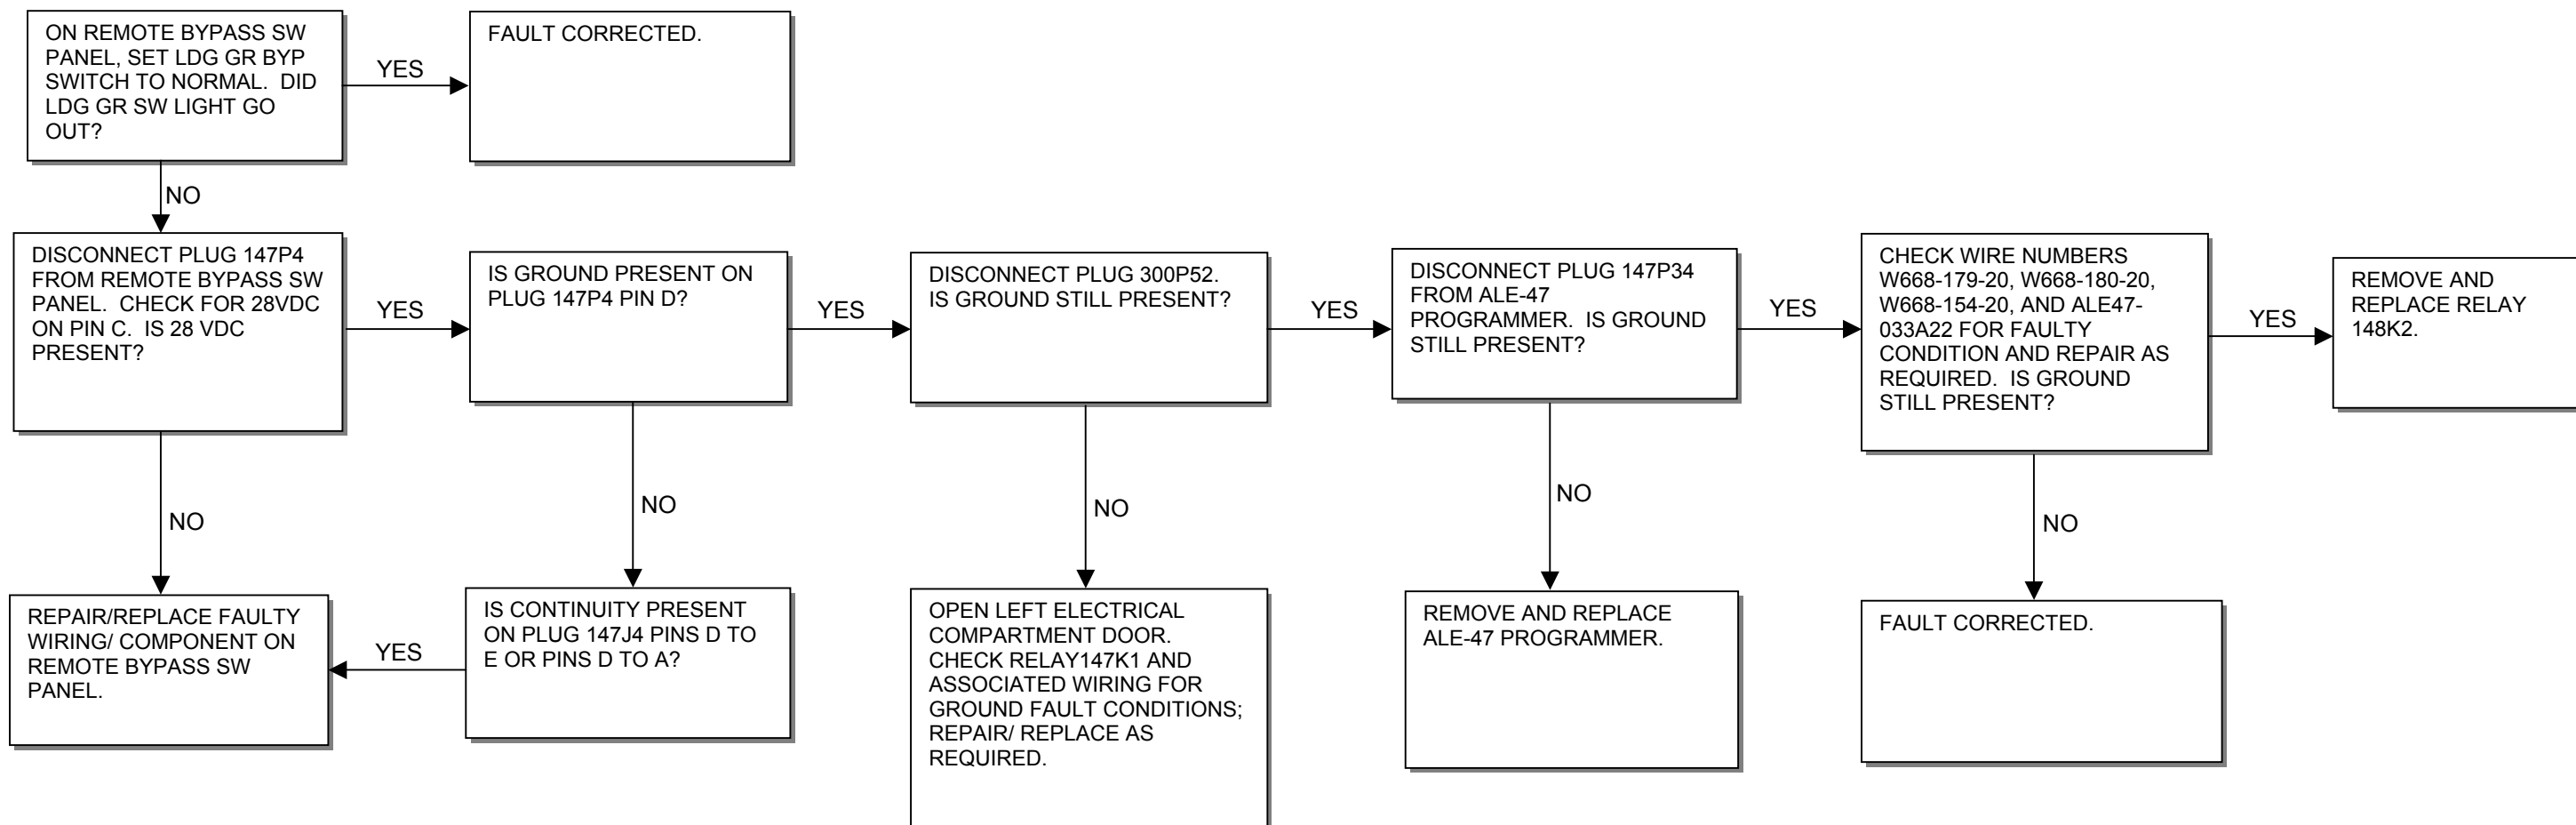 ON REMOTE BYPASS SW
PANEL, SET LDG GR BYP
SWITCH TO NORMAL. DID
LDG GR SW LIGHT GO
OUT?
YES
FAULT CORRECTED.
NO
DISCONNECT PLUG 147P4
FROM REMOTE BYPASS SW
PANEL. CHECK FOR 28VDC
ON PIN C. IS 28 VDC
PRESENT?
YES
IS GROUND PRESENT ON
PLUG 147P4 PIN D?
YES
DISCONNECT PLUG 300P52.
IS GROUND STILL PRESENT?
YES
DISCONNECT PLUG 147P34
FROM ALE-47
PROGRAMMER. IS GROUND
STILL PRESENT?
YES
CHECK WIRE NUMBERS
W668-179-20, W668-180-20,
W668-154-20, AND ALE47-
033A22 FOR FAULTY
CONDITION AND REPAIR AS
REQUIRED. IS GROUND
STILL PRESENT?
YES
REMOVE AND
REPLACE RELAY
148K2.
NO
NO
NO
NO
NO
REPAIR/REPLACE FAULTY
WIRING/ COMPONENT ON
REMOTE BYPASS SW
PANEL.
YES
IS CONTINUITY PRESENT
ON PLUG 147J4 PINS D TO
E OR PINS D TO A?
OPEN LEFT ELECTRICAL
COMPARTMENT DOOR.
CHECK RELAY147K1 AND
ASSOCIATED WIRING FOR
GROUND FAULT CONDITIONS;
REPAIR/ REPLACE AS
REQUIRED.
REMOVE AND REPLACE
ALE-47 PROGRAMMER.
FAULT CORRECTED.